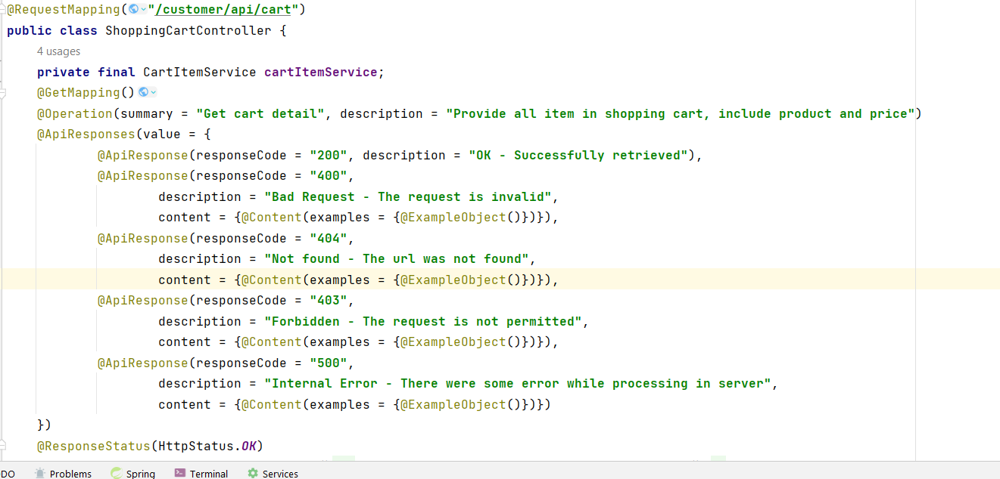 @RequestMapping("/customer/api/cart")
public class ShoppingCartController {
4 usages
private final CartItemService cartItemService;
@GetMapping()
@Operation(summary = "Get cart detail", description = "Provide all item in shopping cart, include product and price")
@ApiResponses(value = {
@ApiResponse(responseCode = "200", description = "OK - Successfully retrieved"),
@ApiResponse(responseCode = "400",
description = "Bad Request - The request is invalid",
content = {@Content(examples = {@ExampleObject()})}),
@ApiResponse(responseCode = "404",
description = "Not found - The url was not found",
content = {@Content(examples = {@ExampleObject()})}),
@ApiResponse(responseCode = "403",
description = "Forbidden - The request is not permitted",
content = {@Content(examples = {@ExampleObject()})}),
@ApiResponse(responseCode = "500",
description = "Internal Error - There were some error while processing in server",
content = {@Content(examples = {@ExampleObject()})})
})
@ResponseStatus(HttpStatus.OK)
DO Problems Spring Terminal Services